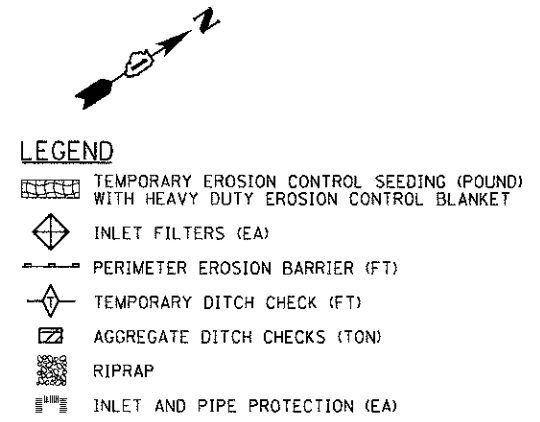 N
LEGEND
TEMPORARY EROSION CONTROL SEEDING (POUND)
WITH HEAVY DUTY EROSION CONTROL BLANKET
INLET FILTERS (EA)
PERIMETER EROSION BARRIER (FT)
T TEMPORARY DITCH CHECK (FT)
AGGREGATE DITCH CHECKS (TON)
RIPRAP
INLET AND PIPE PROTECTION (EA)